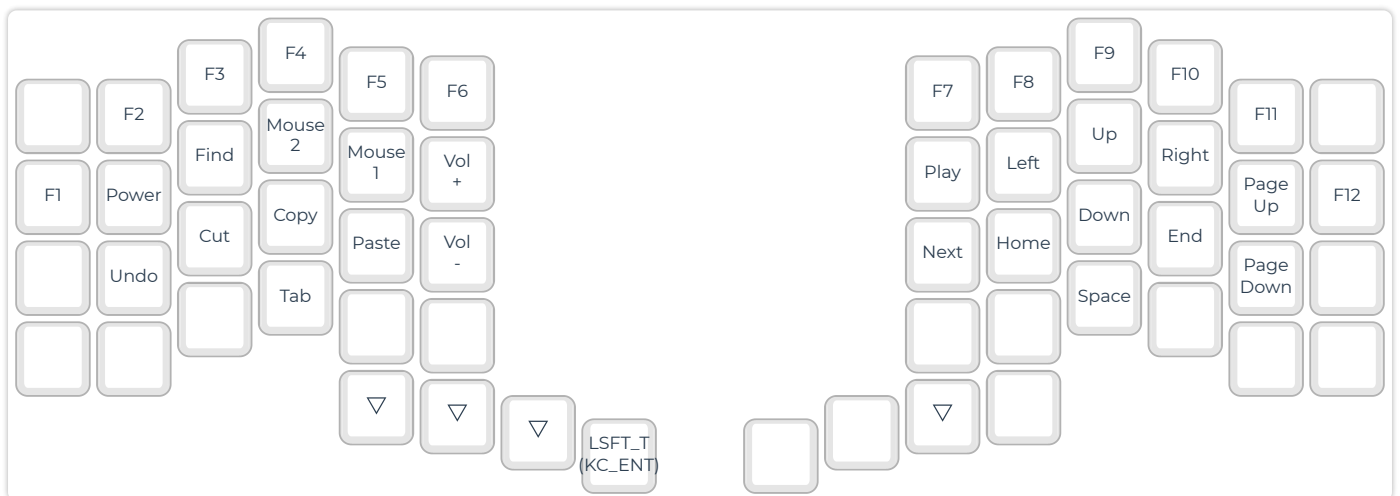 F4
F9
F3
F10
F5
F8
F6
F7
F2
F11
Mouse
2
Up
Find
Right
Mouse
1
Left
Vol
+
Play
F1
Power
Page
Up
F12
Copy
Down
Cut
End
Paste
Home
Vol
-
Next
Undo
Page
Down
Tab
Space
▽
▽
▽
▽
LSFT_T
(KC_ENT)